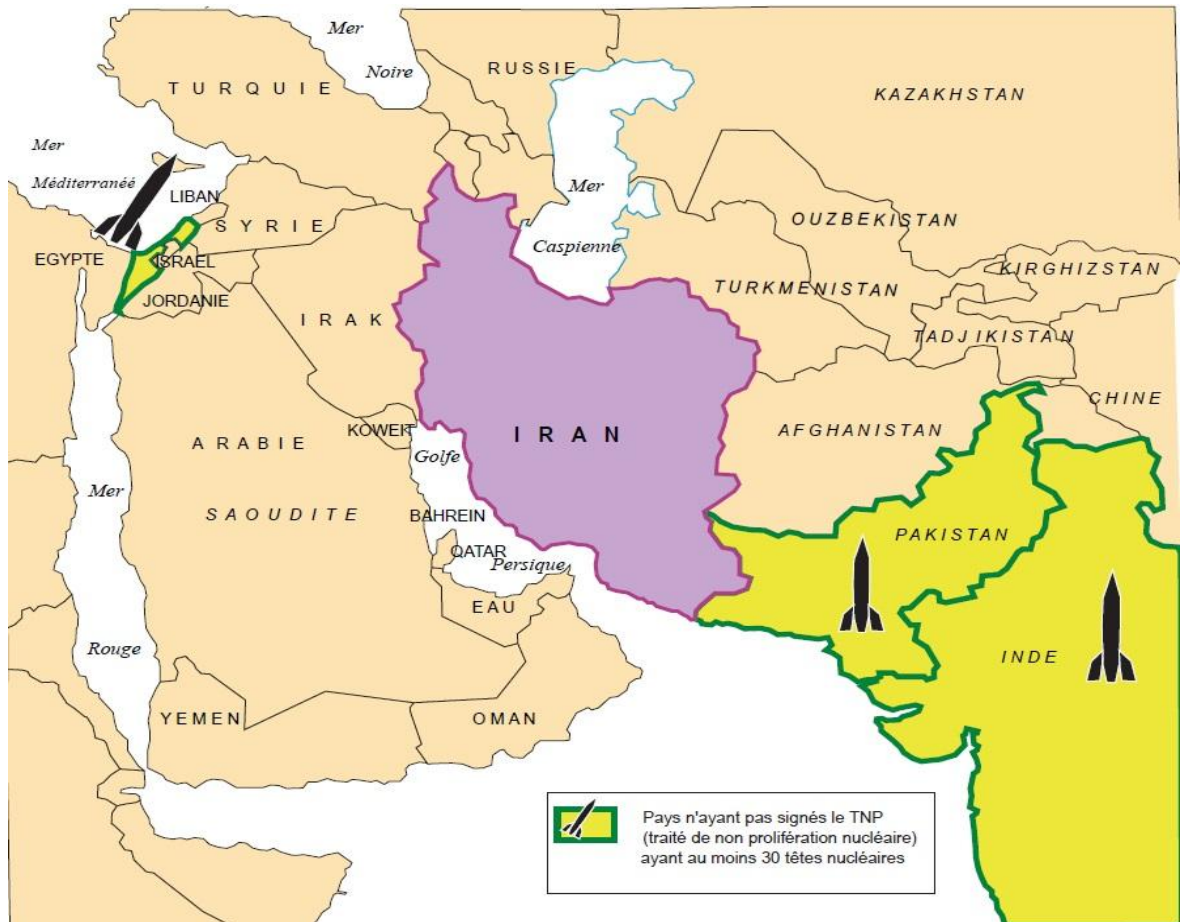 Mer
Noire
RUSSIE
TURQUIE
KAZAKHSTAN
Mer
Méditerranéé
LIBAN
SYRIE
Mer
Caspienne
OUZBEKISTAN
EGYPTE
ISRAEL
KIRGHIZSTAN
TURKMENISTAN
JORDANIE
IRAK
TADJIKISTAN
CHINE
KOWEIT
IRAN
AFGHANISTAN
ARABIE
SAOUDITE
Golfe
Persique
Mer
Rouge
BAHREIN
QATAR
PAKISTAN
EAU
INDE
YEMEN
OMAN
Pays n'ayant pas signés le TNP
(traité de non prolifération nucléaire)
ayant au moins 30 têtes nucléaires